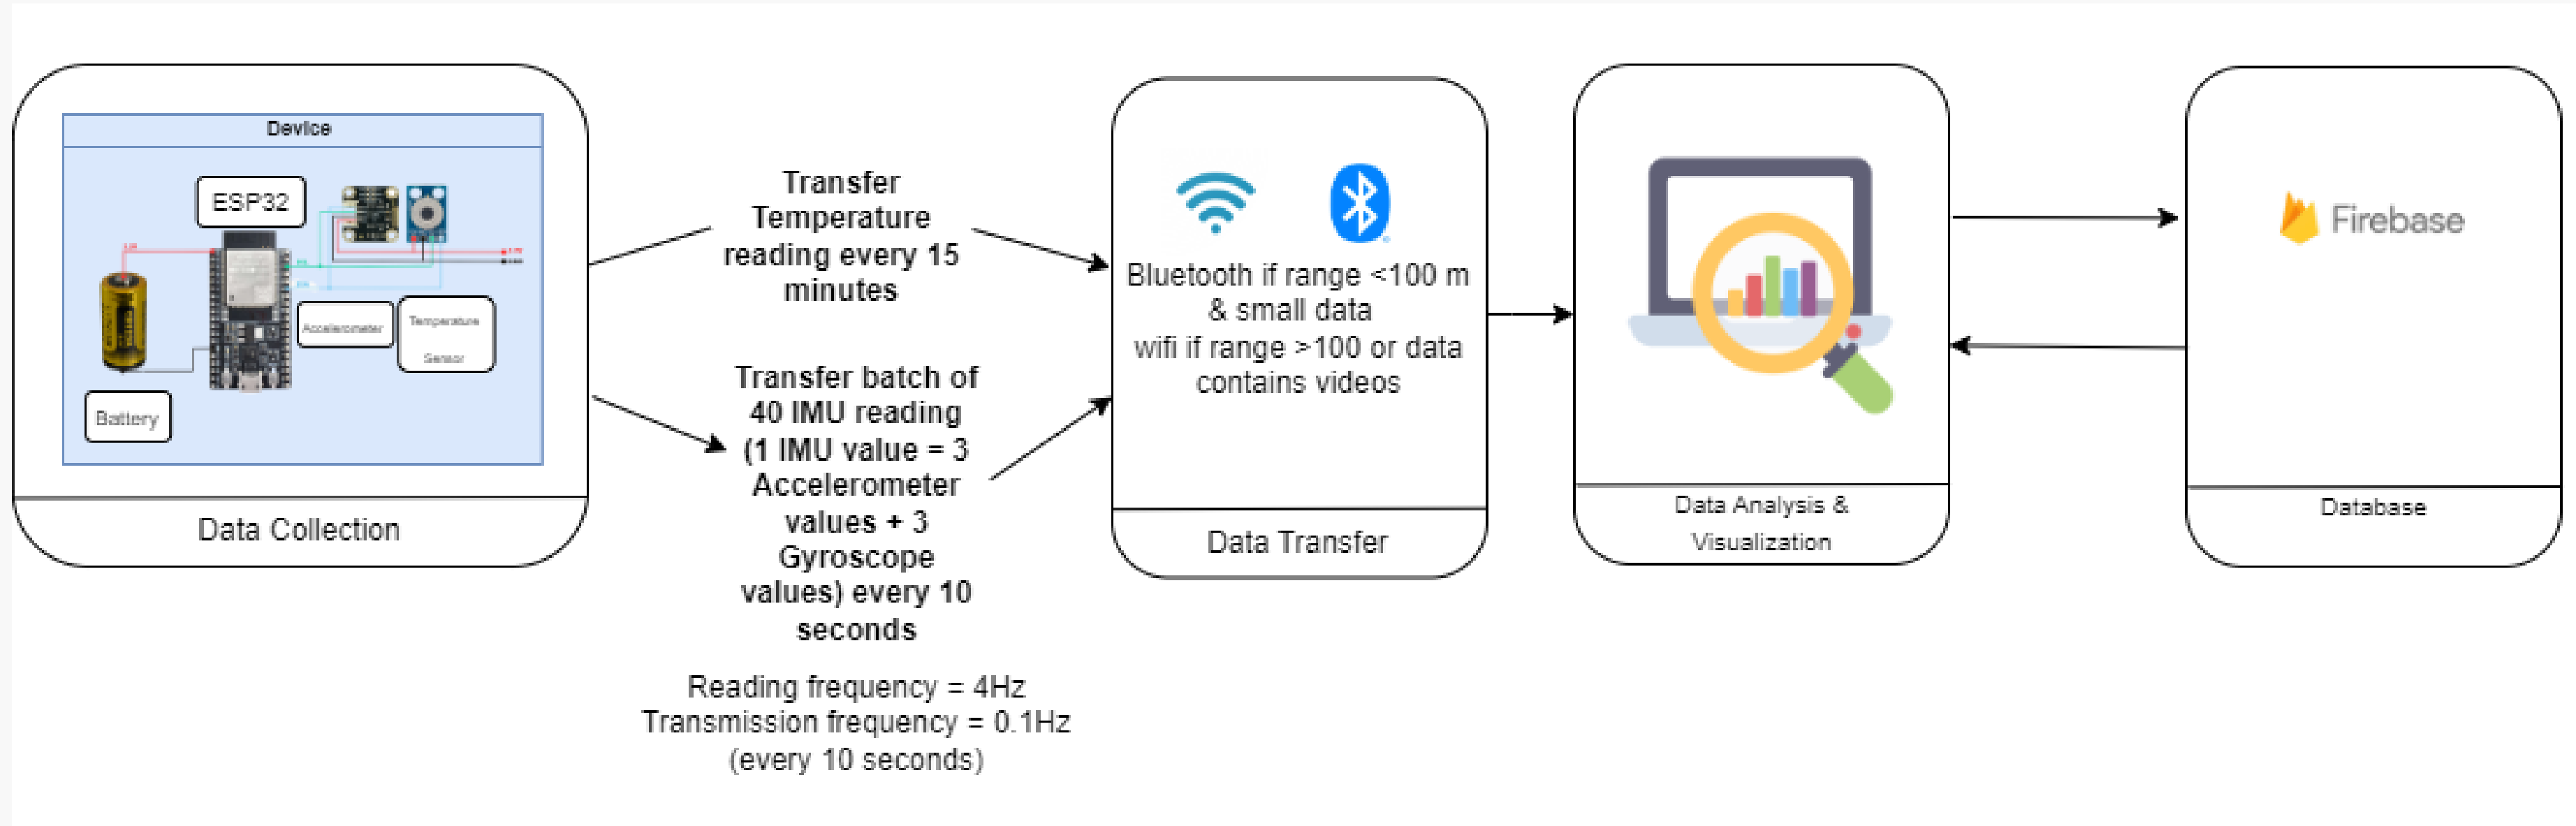 Device
ESP32
Accelerometer
Temperature
Sensor
Battery
Data Collection
Transfer
Temperature
reading every 15
minutes
Transfer batch of
40 IMU reading
(1 IMU value = 3
Accelerometer
values + 3
Gyroscope
values) every 10
seconds
Reading frequency = 4Hz
Transmission frequency = 0.1Hz
(every 10 seconds)
Bluetooth if range <100 m
& small data
wifi if range >100 or data
contains videos
Data Transfer
Data Analysis &
Visualization
Firebase
Database